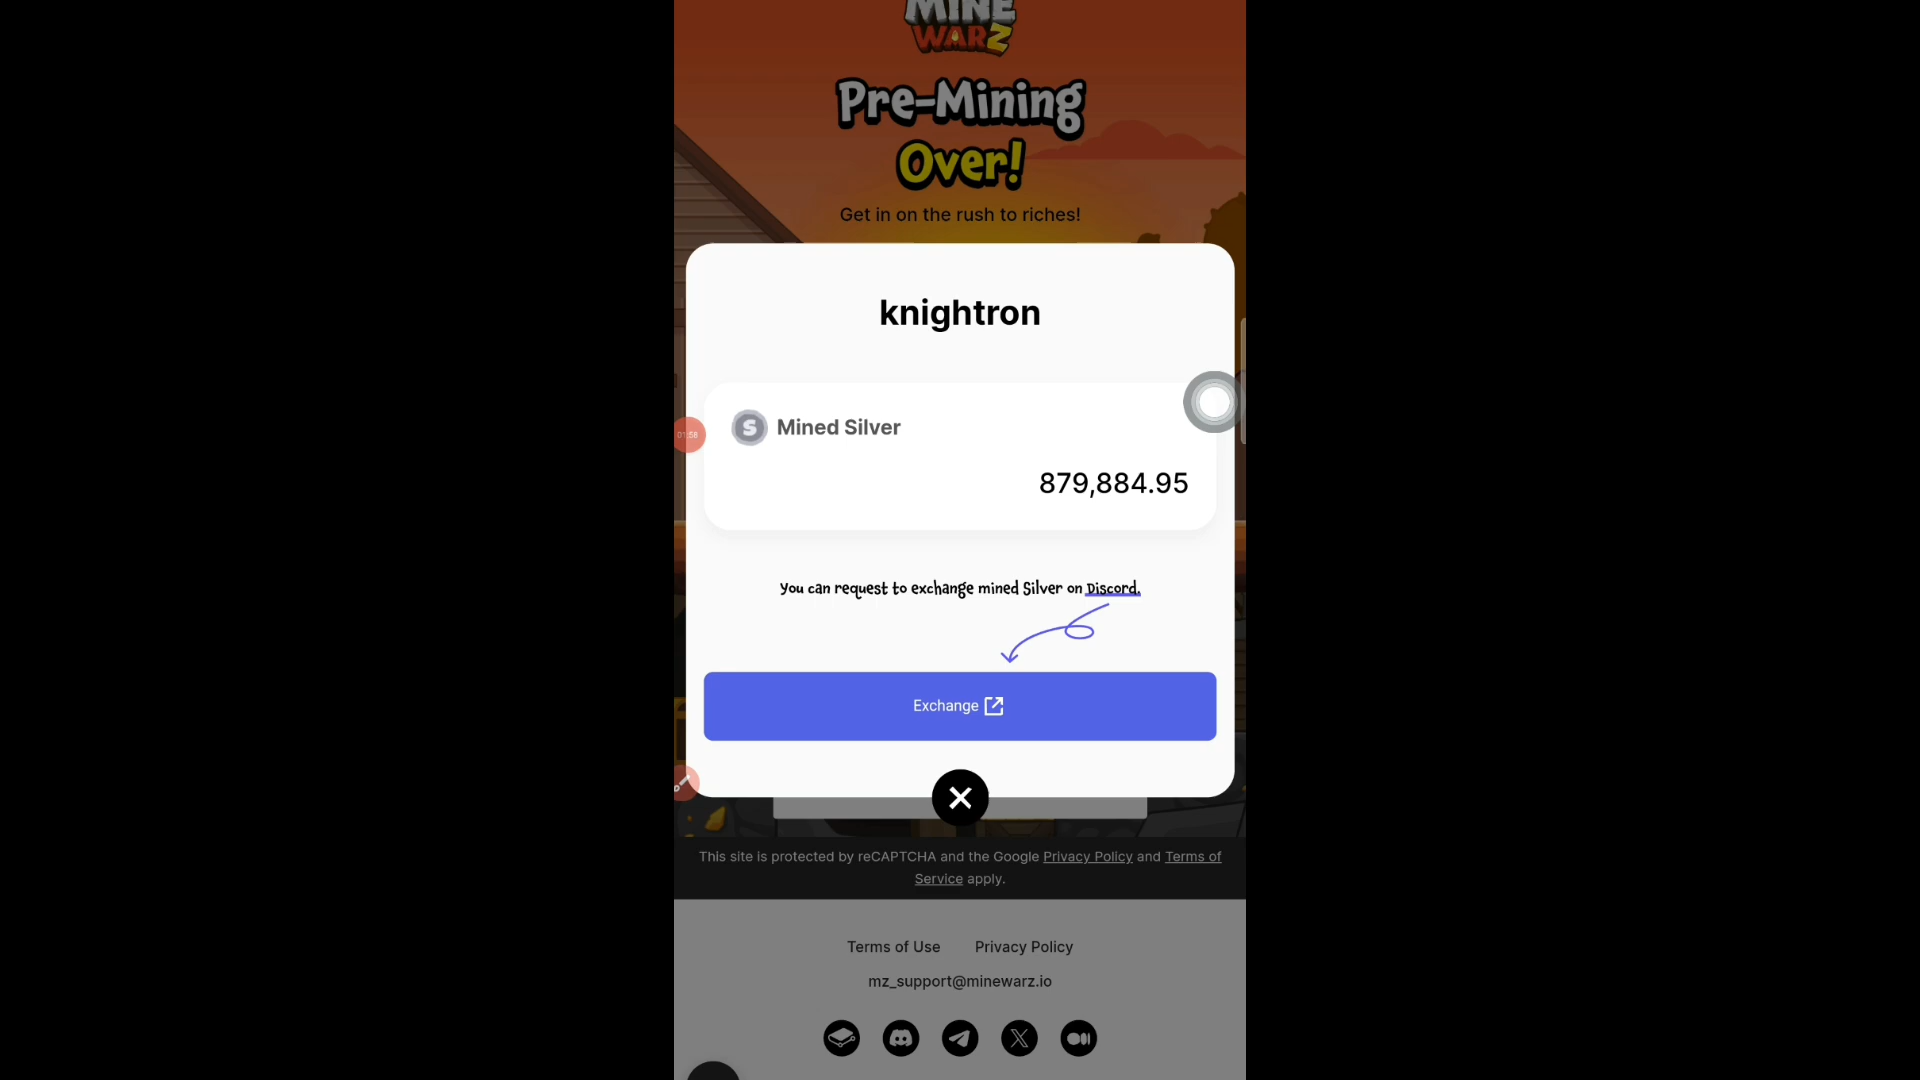 MINE
WARZ
Pre-Mining
Over!
Get in on the rush to riches!
knightron
S Mined Silver
01:58
879,884.95
You can request to exchange mined Silver on Discord.
Exchange
This site is protected by reCAPTCHA and the Google Privacy Policy and Terms of
Service apply.
Terms of Use Privacy Policy
mz_support@minewarz.io